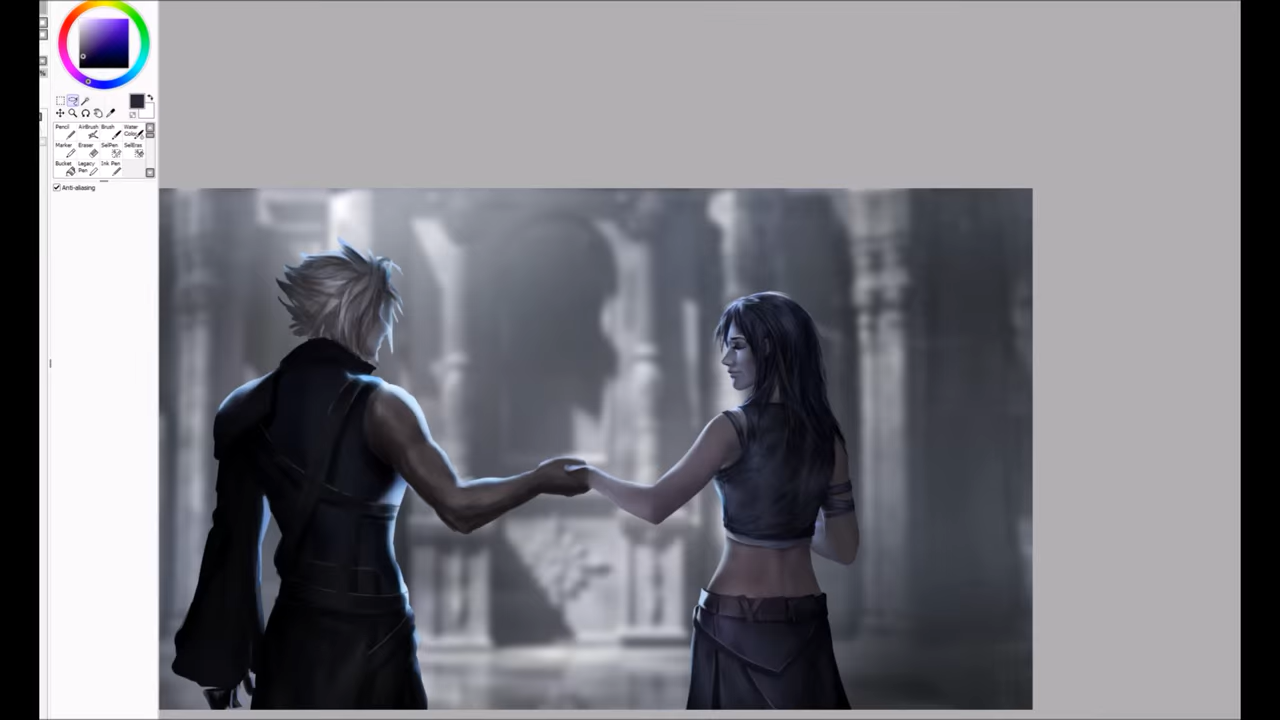 Pencil AirBrush Brush Water Color
Marker Eraser SelPen SelEras
Bucket Legacy Pen Ink Pen
Anti-aliasing